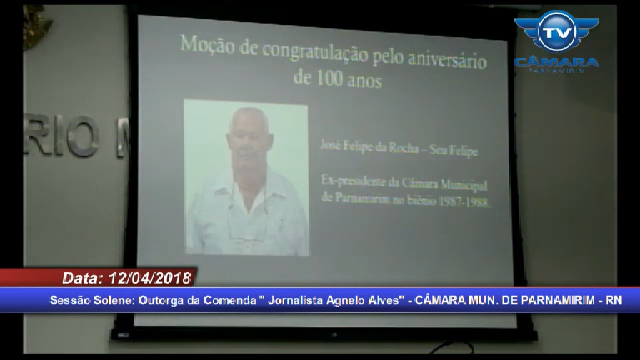 TV
CÂMARA
PARNAMIRIM
Moção de congratulação pelo aniversário
de 100 anos
José Felipe da Rocha – Seu Felipe
Ex-presidente da Câmara Municipal
de Parnamirim no biênio 1987-1988.
RIO M
Data: 12/04/2018
Sessão Solene: Outorga da Comenda " Jornalista Agnelo Alves" - CÂMARA MUN. DE PARNAMIRIM - RN